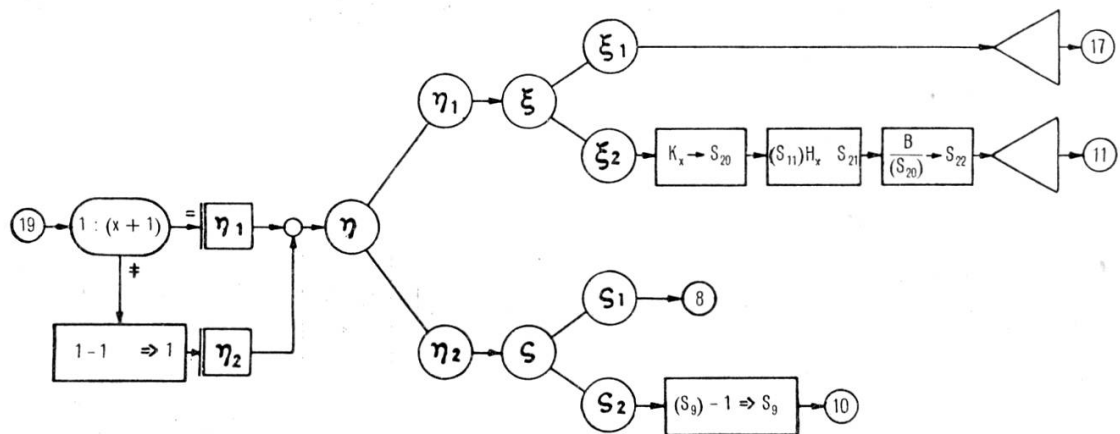 ξ₁
17
η₁
ξ
ξ₂
Kₓ → S₂₀
(S₁₁)Hₓ S₂₁
B
(S₂₀) → S₂₂
11
19
1 : (x + 1)
=
η₁
η
≠
1 - 1 ⇒ 1
η₂
η₂
ς
ς₁
8
ς₂
(S₉) - 1 ⇒ S₉
10